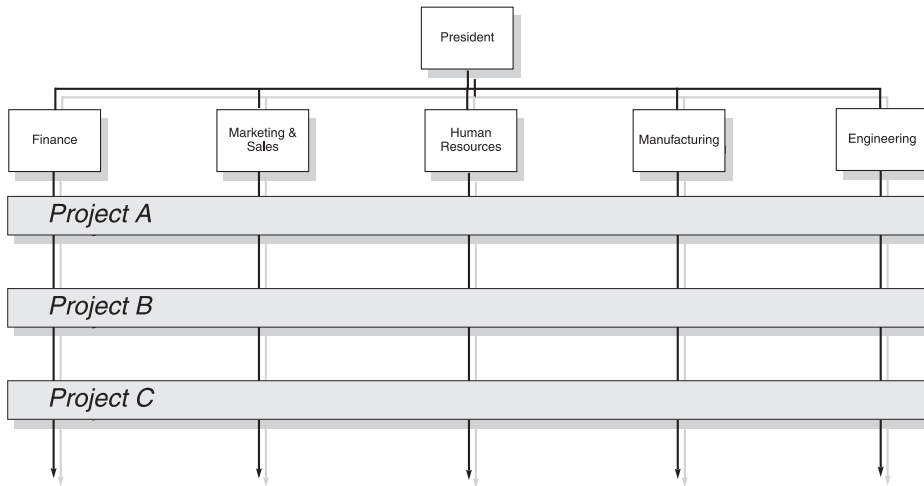 President
Finance
Marketing &
Sales
Human
Resources
Manufacturing
Engineering
Project A
Project B
Project C